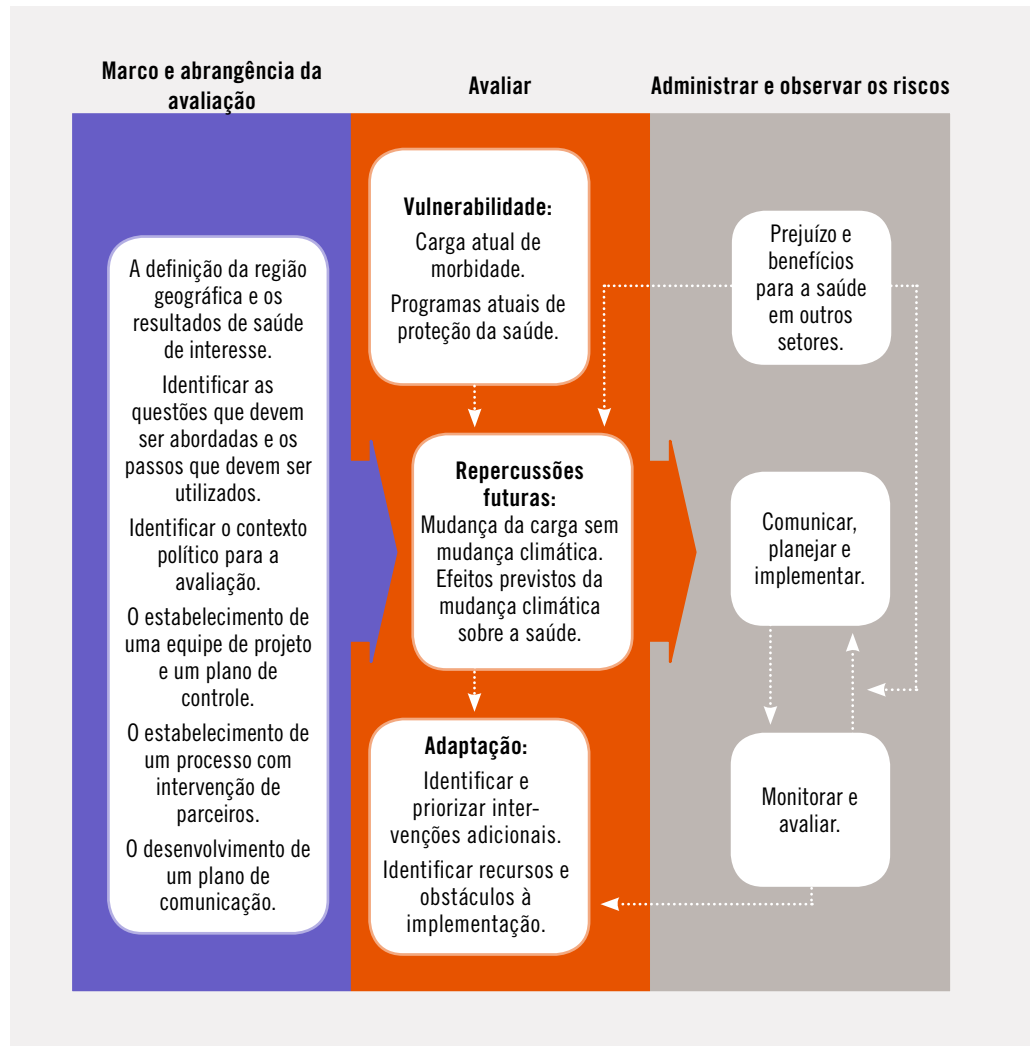 Marco e abrangência da
avaliação
Avaliar
Administrar e observar os riscos
A definição da região
geográfica e os
resultados de saúde
de interesse.
Identificar as
questões que devem
ser abordadas e os
passos que devem ser
utilizados.
Identificar o contexto
político para a
avaliação.
O estabelecimento de
uma equipe de projeto
e um plano de
controle.
O estabelecimento de
um processo com
intervenção de
parceiros.
O desenvolvimento de
um plano de
comunicação.
Vulnerabilidade:
Carga atual de
morbidade.
Programas atuais de
proteção da saúde.
Repercussões
futuras:
Mudança da carga sem
mudança climática.
Efeitos previstos da
mudança climática
sobre a saúde.
Adaptação:
Identificar e
priorizar inter-
venções adicionais.
Identificar recursos e
obstáculos à
implementação.
Prejuízo e
benefícios
para a saúde
em outros
setores.
Comunicar,
planejar e
implementar.
Monitorar e
avaliar.